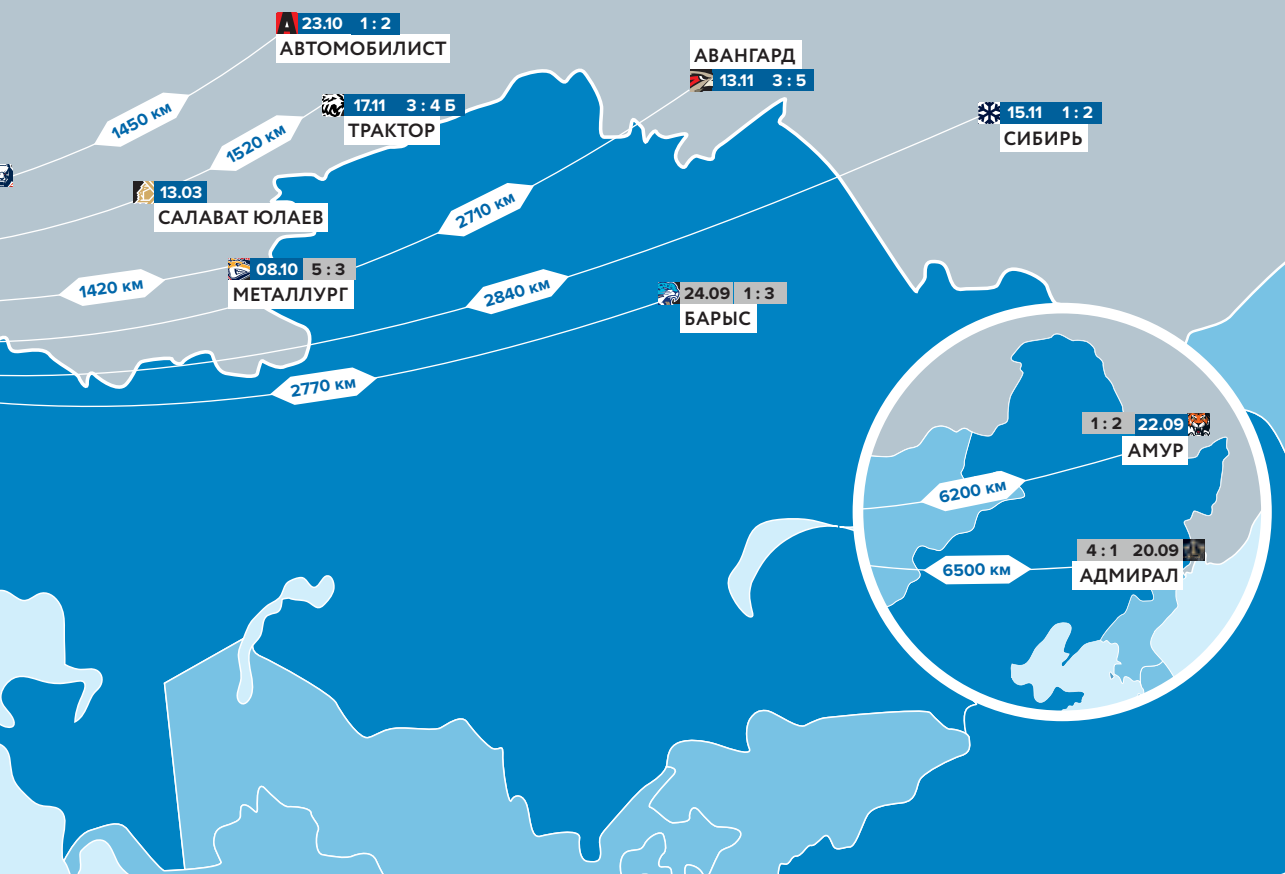 23.10 1 : 2
АВТОМОБИЛИСТ
АВАНГАРД
13.11 3 : 5
1450 км
17.11 3 : 4 Б
ТРАКТОР
15.11 1 : 2
СИБИРЬ
1520 км
13.03
САЛАВАТ ЮЛАЕВ
2710 км
08.10 5 : 3
МЕТАЛЛУРГ
1420 км
2840 км
24.09 1 : 3
БАРЫС
2770 км
1 : 2 22.09
АМУР
6200 км
4 : 1 20.09
АДМИРАЛ
6500 км